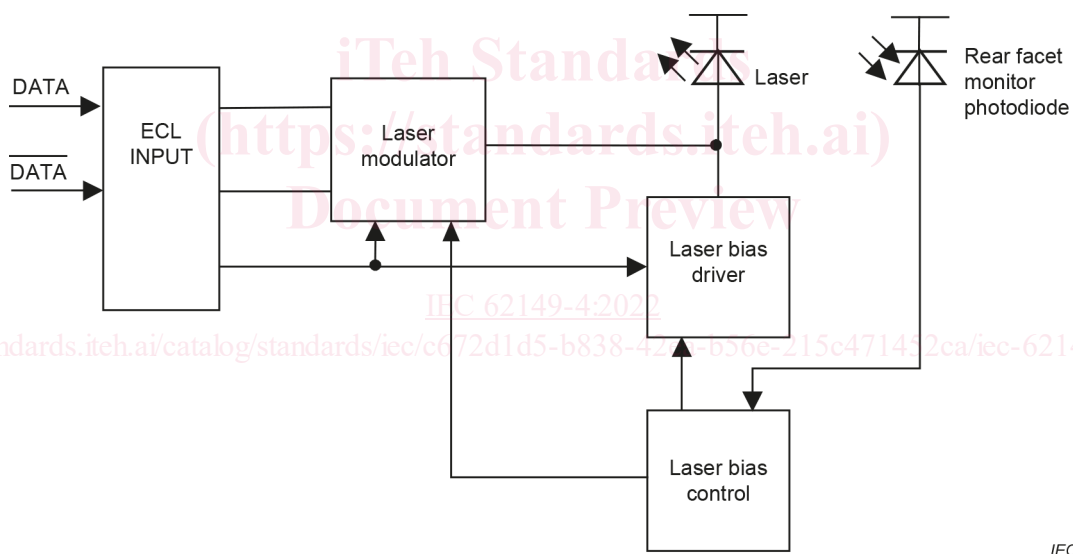 iTeh Standards
(https://standards.iteh.ai)
Document Preview
IEC 62149-4:2022
DATA
DATA
ECL
INPUT
Laser
modulator
Laser
Rear facet
monitor
photodiode
Laser bias
driver
Laser bias
control
IEC